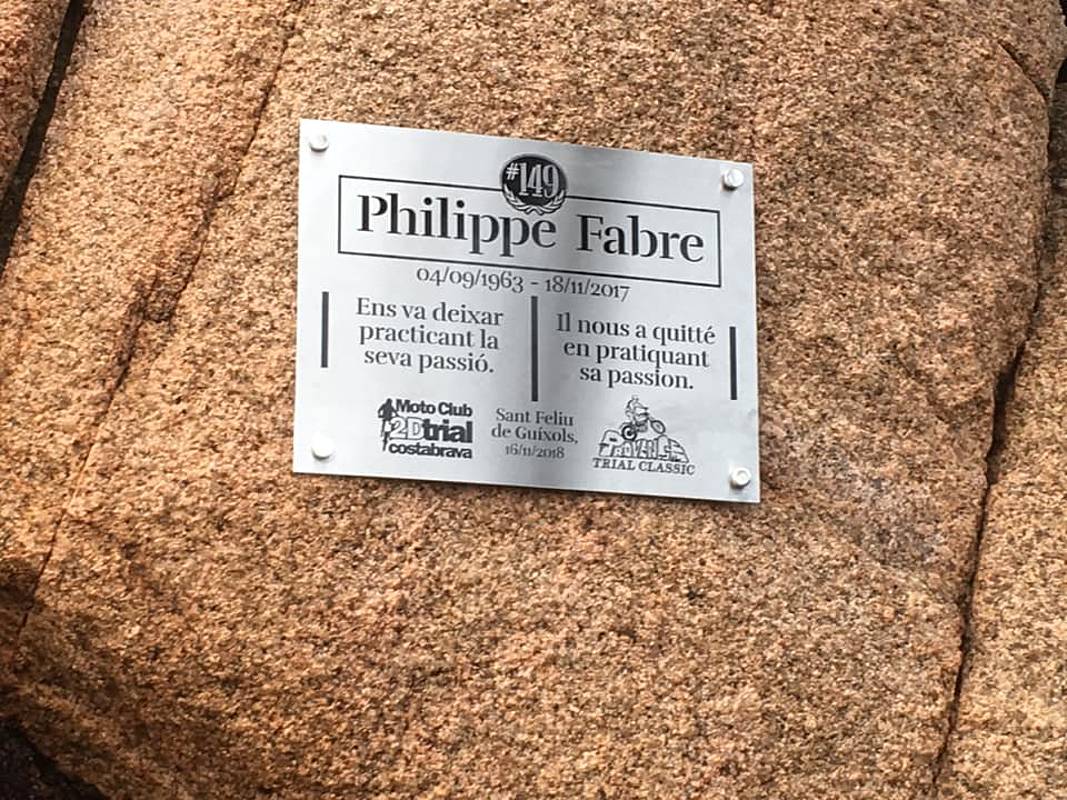 #149
Philippe Fabre
04/09/1963 - 18/11/2017
Ens va deixar
practicant la
seva passió.
Il nous a quitté
en pratiquant
sa passion.
Moto Club
2Dtrial
costabrava
Sant Feliu
de Guíxols,
16/11/2018
PROVENCE
TRIAL CLASSIC